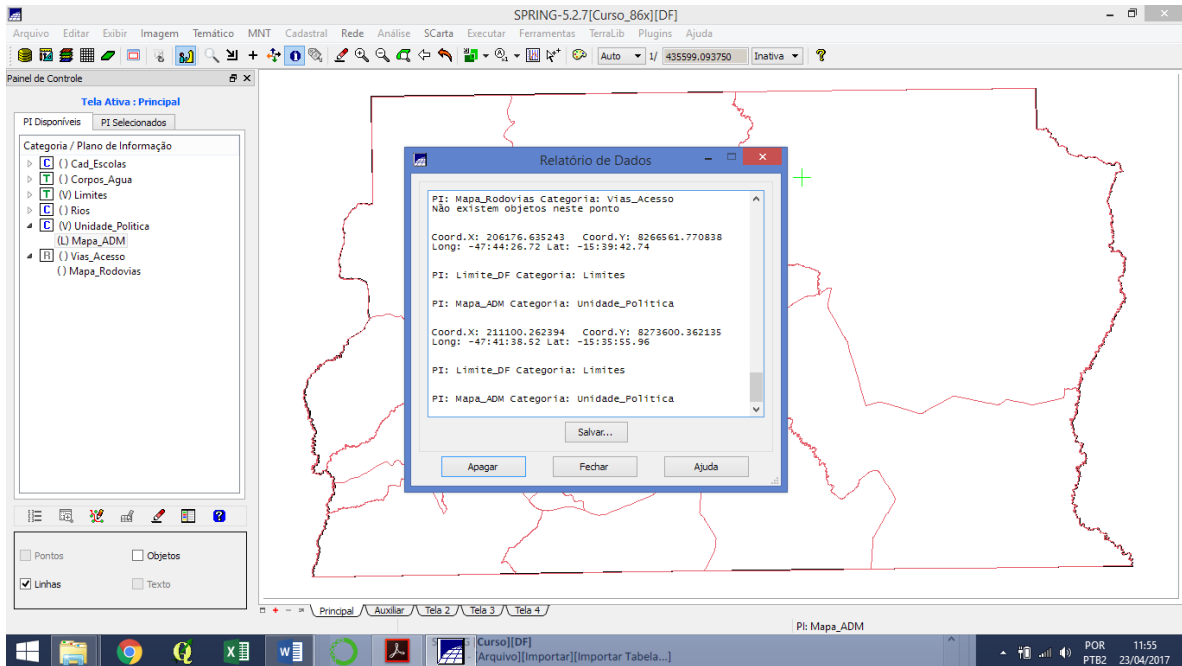 SPRING-5.2.7[Curso_86x][DF]
Arquivo Editar Exibir Imagem Temático MNT Cadastral Rede Análise SCarta Executar Ferramentas TerraLib Plugins Ajuda
Auto 1/ 435599.093750 Inativa
Painel de Controle
Tela Ativa : Principal
PI Disponíveis PI Selecionados
Categoria / Plano de Informação
C () Cad_Escolas
T () Corpos_Agua
T (V) Limites
C () Rios
C (V) Unidade_Politica
(L) Mapa_ADM
R () Vias_Acesso
() Mapa_Rodovias
Pontos Objetos
Linhas Texto
Relatório de Dados
PI: Mapa_Rodovias Categoria: Vias_Acesso
Não existem objetos neste ponto
Coord.X: 206176.635243 Coord.Y: 8266561.770838
Long: -47:44:26.72 Lat: -15:39:42.74
PI: Limite_DF Categoria: Limites
PI: Mapa_ADM Categoria: Unidade_Politica
Coord.X: 211100.262394 Coord.Y: 8273600.362135
Long: -47:41:38.52 Lat: -15:35:55.96
PI: Limite_DF Categoria: Limites
PI: Mapa_ADM Categoria: Unidade_Politica
Salvar...
Apagar Fechar Ajuda
Principal Auxiliar Tela 2 Tela 3 Tela 4
PI: Mapa_ADM
Curso][DF]
[Arquivo][Importar][Importar Tabela...]
POR 11:55
PTB2 23/04/2017